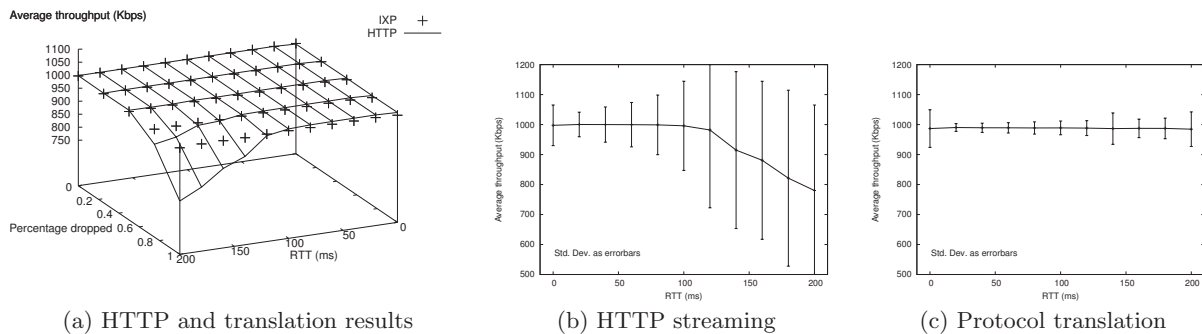 Average throughput (Kbps)
IXP
HTTP
1100
1050
1000
950
900
850
800
750
0
0.2
0.4
0.6
0.8
1
Percentage dropped
200
150
100
50
0
RTT (ms)
(a) HTTP and translation results
1200
1100
1000
900
800
700
600
500
Average throughput (Kbps)
Std. Dev. as errorbars
0 50 100 150 200
RTT (ms)
(b) HTTP streaming
1200
1100
1000
900
800
700
600
500
Average throughput (Kbps)
Std. Dev. as errorbars
0 50 100 150 200
RTT (ms)
(c) Protocol translation